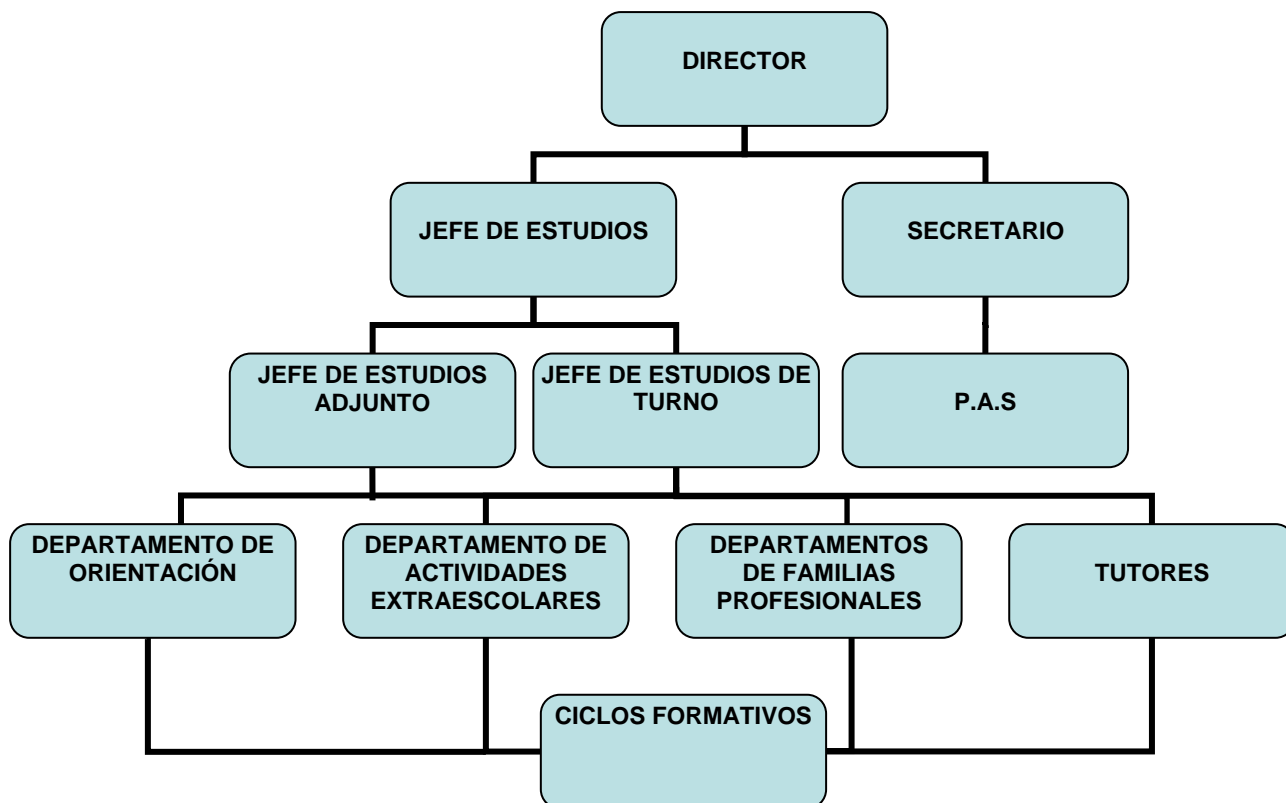 DIRECTOR
JEFE DE ESTUDIOS
SECRETARIO
JEFE DE ESTUDIOS
ADJUNTO
JEFE DE ESTUDIOS DE
TURNO
P.A.S
DEPARTAMENTO DE
ORIENTACIÓN
DEPARTAMENTO DE
ACTIVIDADES
EXTRAESCOLARES
DEPARTAMENTOS
DE FAMILIAS
PROFESIONALES
TUTORES
CICLOS FORMATIVOS